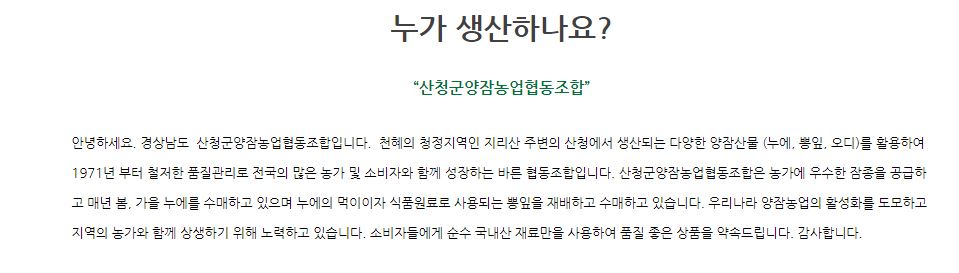 누가 생산하나요?
“산청군양잠농업협동조합”
안녕하세요. 경상남도 산청군양잠농업협동조합입니다. 천혜의 청정지역인 지리산 주변의 산청에서 생산되는 다양한 양잠산물 (누에, 뽕잎, 오디)를 활용하여
1971년 부터 철저한 품질관리로 전국의 많은 농가 및 소비자와 함께 성장하는 바른 협동조합입니다. 산청군양잠농업협동조합은 농가에 우수한 잠종을 공급하
고 매년 봄, 가을 누에를 수매하고 있으며 누에의 먹이이자 식품원료로 사용되는 뽕잎을 재배하고 수매하고 있습니다. 우리나라 양잠농업의 활성화를 도모하고
지역의 농가와 함께 상생하기 위해 노력하고 있습니다. 소비자들에게 순수 국내산 재료만을 사용하여 품질 좋은 상품을 약속드립니다. 감사합니다.